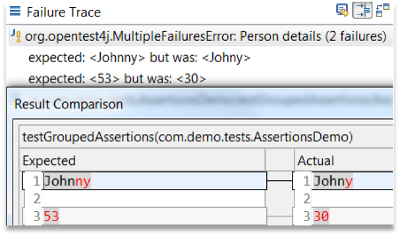 Failure Trace
org.opentest4j.MultipleFailuresError: Person details (2 failures)
expected: <Johnny> but was: <Johny>
expected: <53> but was: <30>
Result Comparison
testGroupedAssertions(com.demo.tests.AssertionsDemo)
Expected Actual
1 Johnny 1 Johny
2 2
3 53 3 30